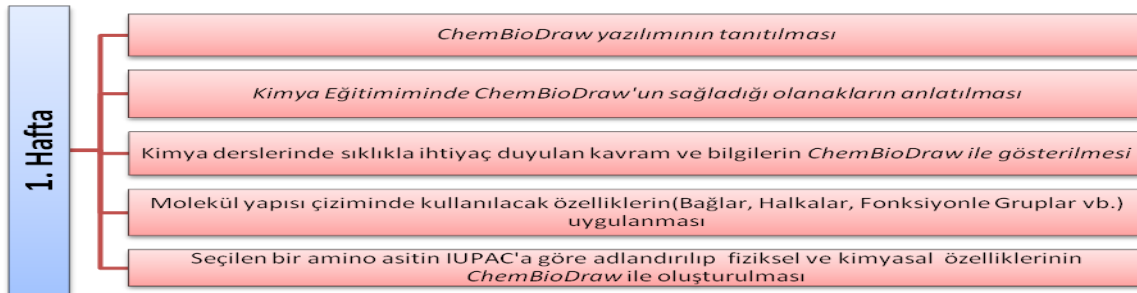 1. Hafta
ChemBioDraw yazılımının tanıtılması
Kimya Eğitimiminde ChemBioDraw'un sağladığı olanakların anlatılması
Kimya derslerinde sıklıkla ihtiyaç duyulan kavram ve bilgilerin ChemBioDraw ile gösterilmesi
Molekül yapısı çiziminde kullanılacak özelliklerin(Bağlar, Halkalar, Fonksiyonle Gruplar vb.)
uygulanması
Seçilen bir amino asitin IUPAC'a göre adlandırılıp fiziksel ve kimyasal özelliklerinin
ChemBioDraw ile oluşturulması